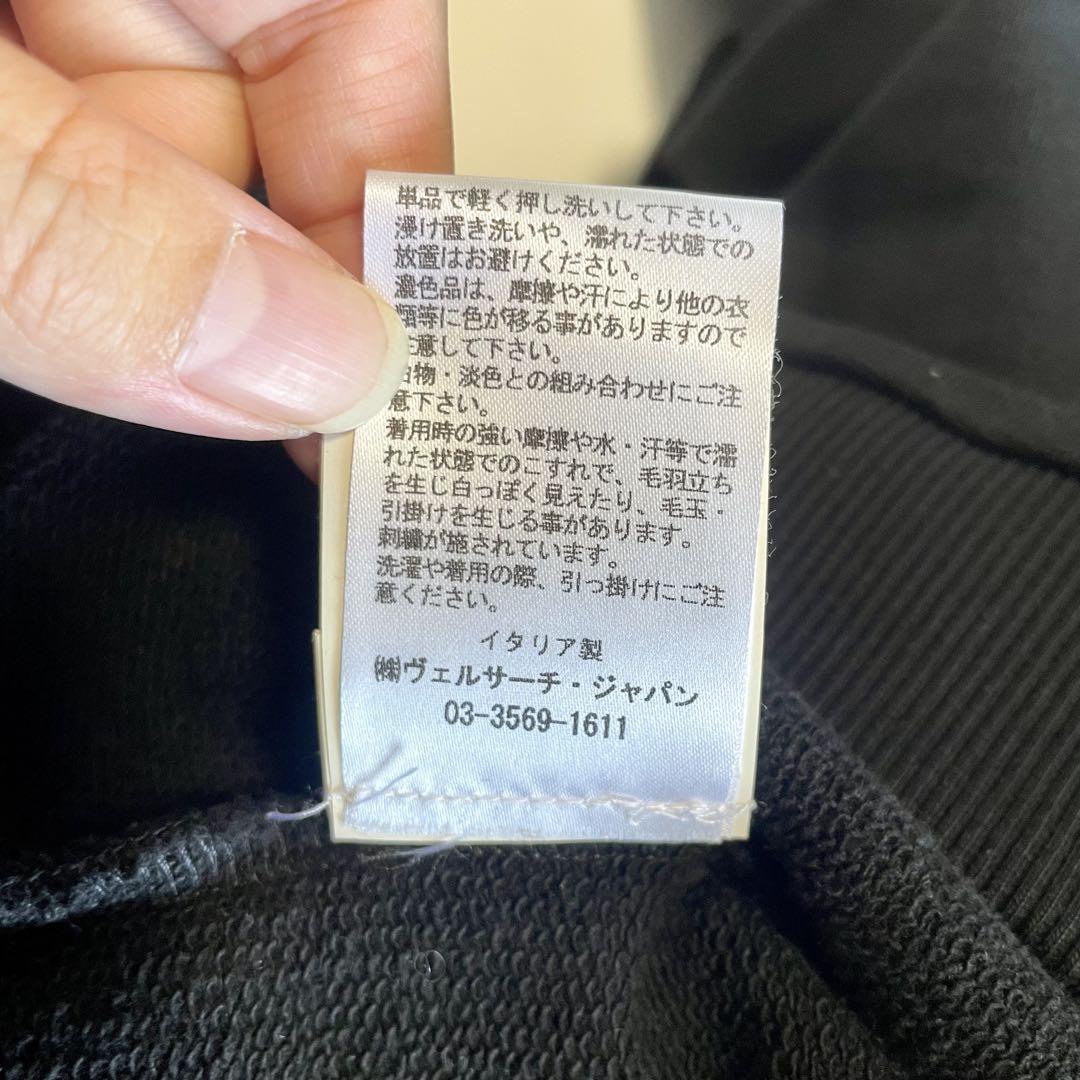 単品で軽く押し洗いして下さい。
浸け置き洗いや、濡れた状態での
放置はお避けください。
濃色品は、摩擦や汗により他の衣
類等に色が移る事がありますので
注意して下さい。
物・淡色との組み合わせにご注
意下さい。
着用時の強い摩擦や水・汗等で濡
れた状態でのこすれで、毛羽立ち
を生じ白っぽく見えたり、毛玉・
引掛けを生じる事があります。
刺繍が施されています。
洗濯や着用の際、引っ掛けにご注
意ください。
イタリア製
㈱ヴェルサーチ・ジャパン
03-3569-1611